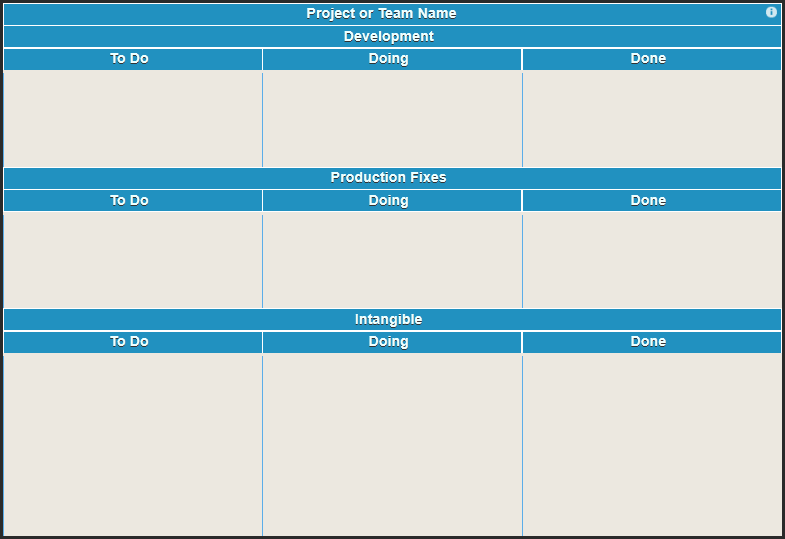 Project or Team Name
Development
To Do Doing Done
Production Fixes
To Do Doing Done
Intangible
To Do Doing Done